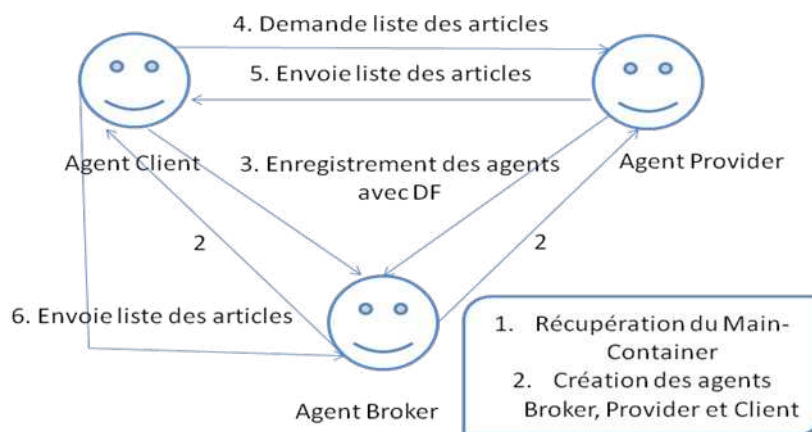 4. Demande liste des articles
5. Envoie liste des articles
Agent Client
3. Enregistrement des agents
avec DF
Agent Provider
2
2
6. Envoie liste des articles
Agent Broker
1. Récupération du Main-
Container
2. Création des agents
Broker, Provider et Client